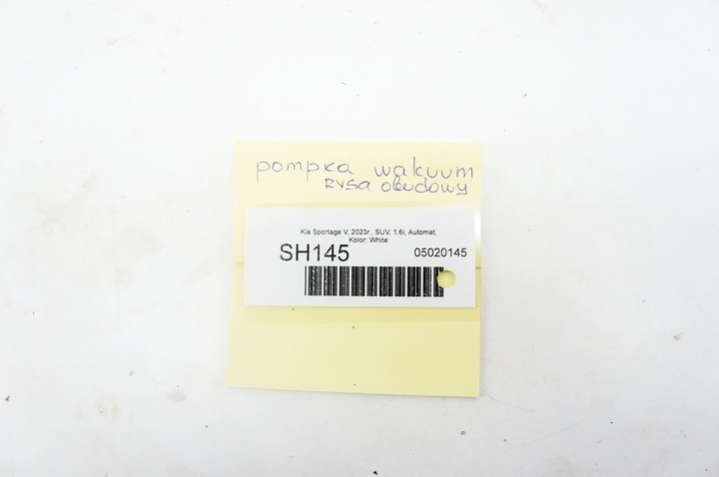 pompka wakuum
rysa obudowy
Kia Sportage V, 2023r., SUV, 1.6i, Automat,
Kolor: White
SH145
05020145